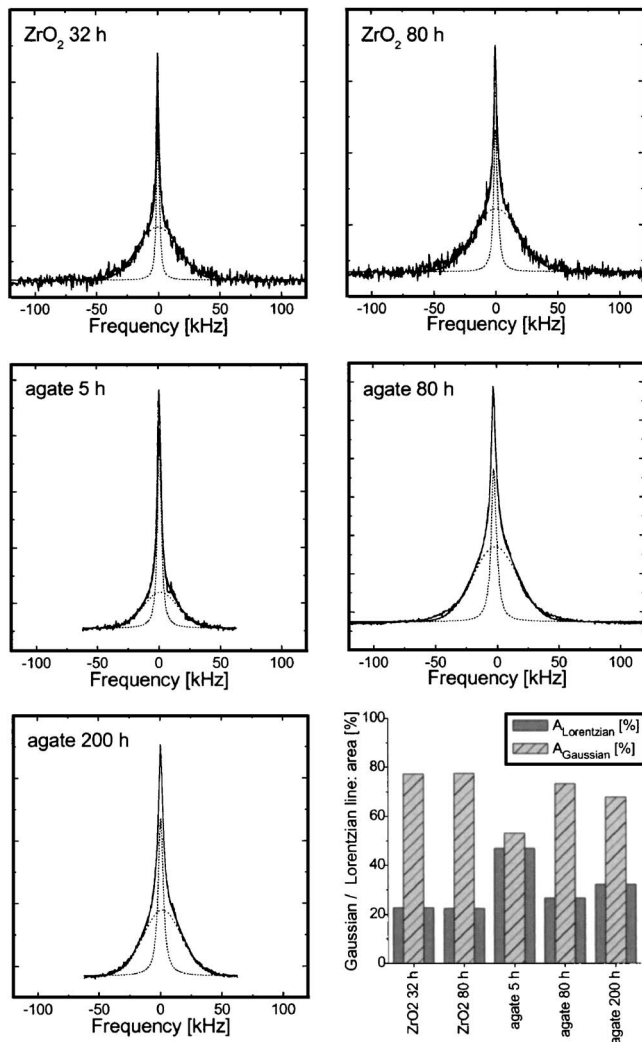 ZrO₂ 32 h
-100 -50 0 50 100
Frequency [kHz]
ZrO₂ 80 h
-100 -50 0 50 100
Frequency [kHz]
agate 5 h
-100 -50 0 50 100
Frequency [kHz]
agate 80 h
-100 -50 0 50 100
Frequency [kHz]
agate 200 h
-100 -50 0 50 100
Frequency [kHz]
Gaussian / Lorentzian line: area [%]
100
80
60
40
20
0
A_Lorentzian [%]
A_Gaussian [%]
ZrO2 32 h
ZrO2 80 h
agate 5 h
agate 80 h
agate 200 h